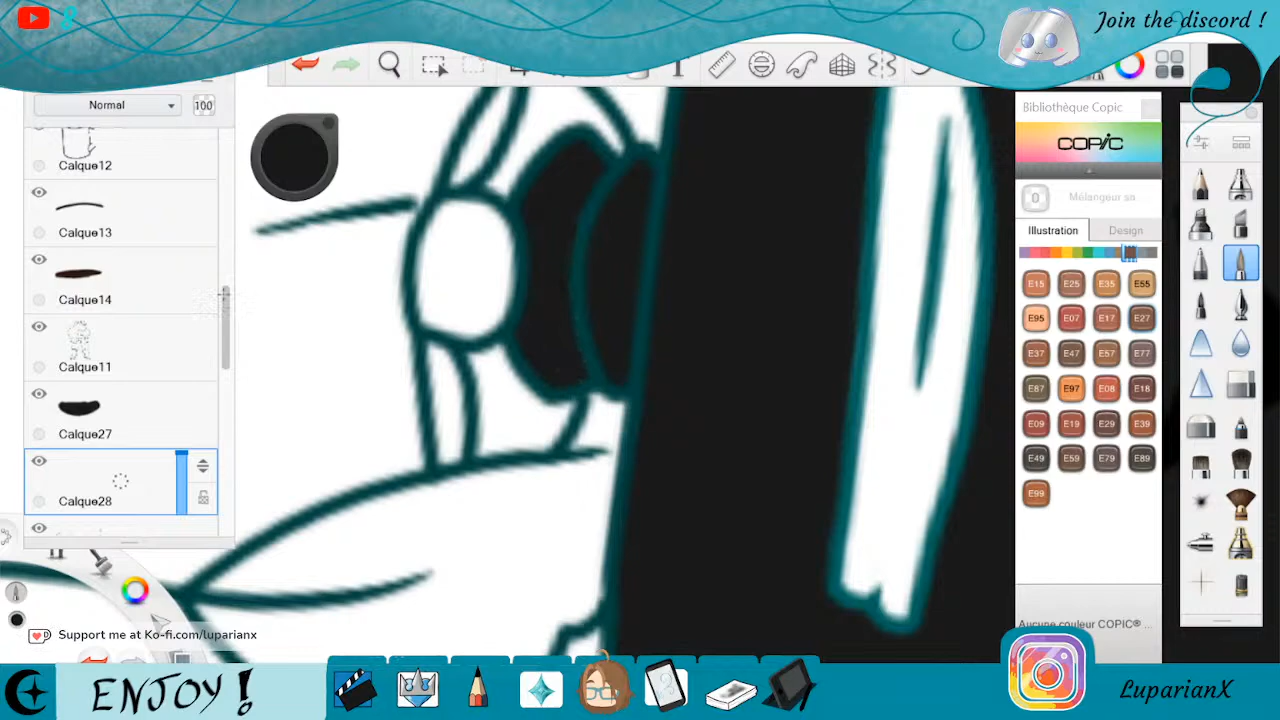 8
Join the discord !
Normal
100
Calque12
Calque13
Calque14
Calque11
Calque27
Calque28
Bibliothèque Copic
COPIC
0
Mélangeur sa ...
Illustration
Design
E15 E25 E35 E55
E95 E07 E17 E27
E37 E47 E57 E77
E87 E97 E08 E18
E09 E19 E29 E39
E49 E59 E79 E89
E99
Aucune couleur COPIC® ...
Support me at Ko-fi.com/luparianx
ENJOY !
LuparianX